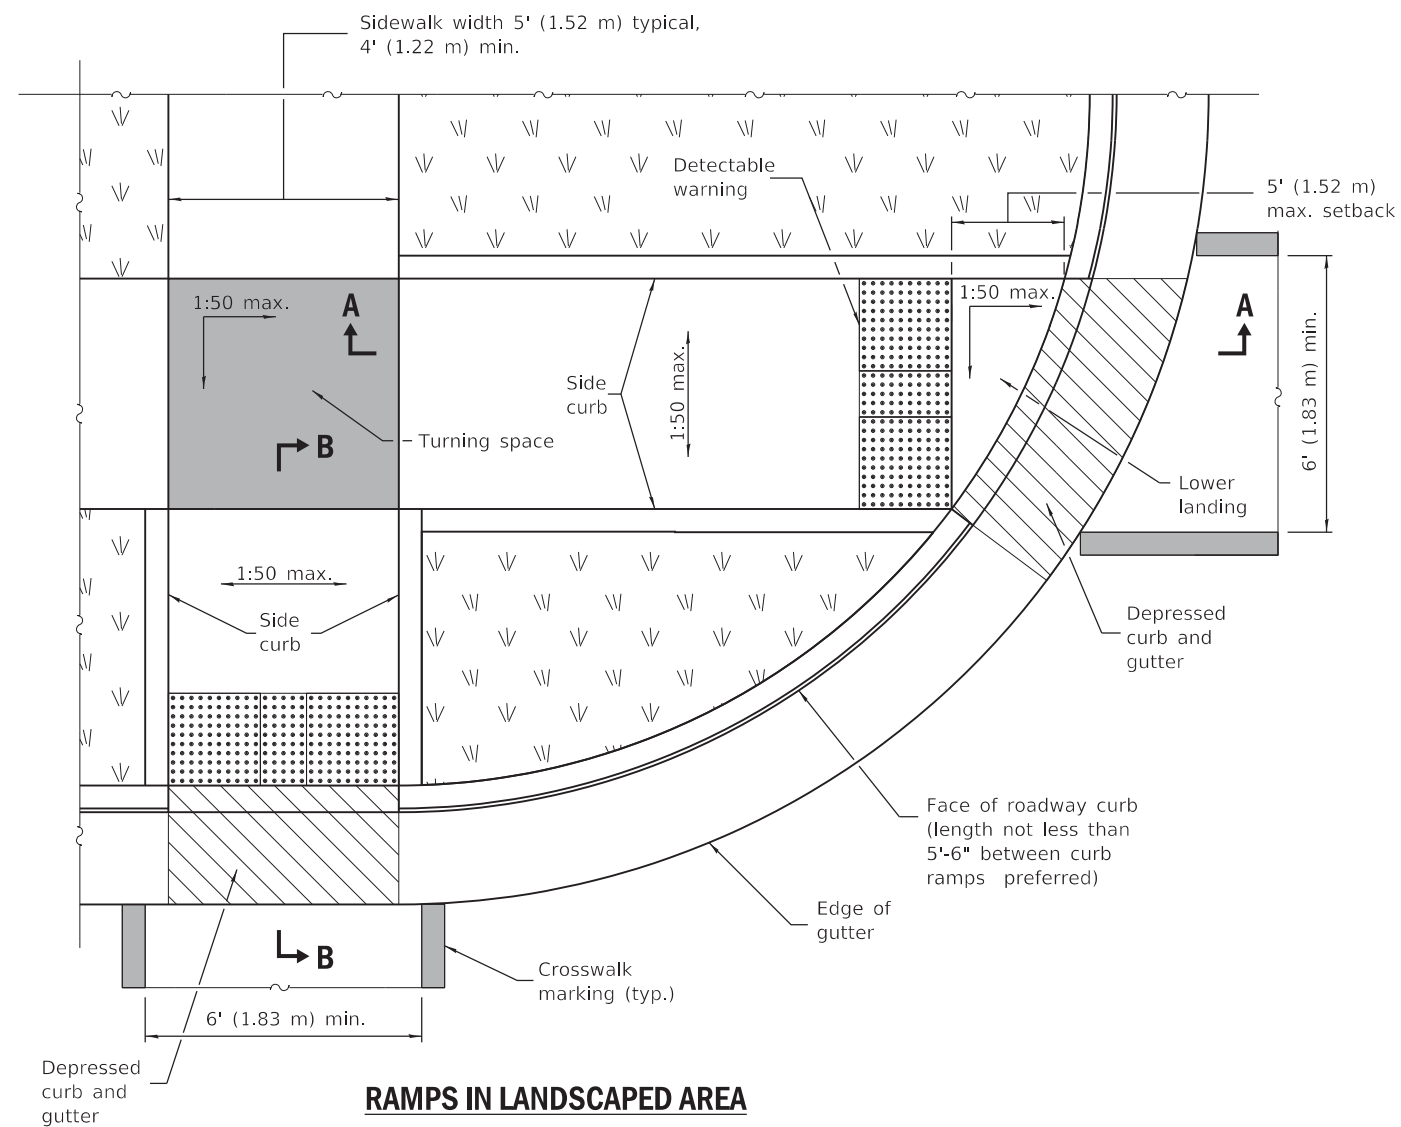 Sidewalk width 5' (1.52 m) typical,
4' (1.22 m) min.
Detectable
warning
5' (1.52 m)
max. setback
1:50 max.
A
1:50 max.
A
Side
curb
1:50 max.
6' (1.83 m) min.
B
Turning space
Lower
landing
1:50 max.
Side
curb
Depressed
curb and
gutter
Face of roadway curb
(length not less than
5'-6" between curb
ramps preferred)
Edge of
gutter
B
Crosswalk
marking (typ.)
6' (1.83 m) min.
Depressed
curb and
gutter
RAMPS IN LANDSCAPED AREA